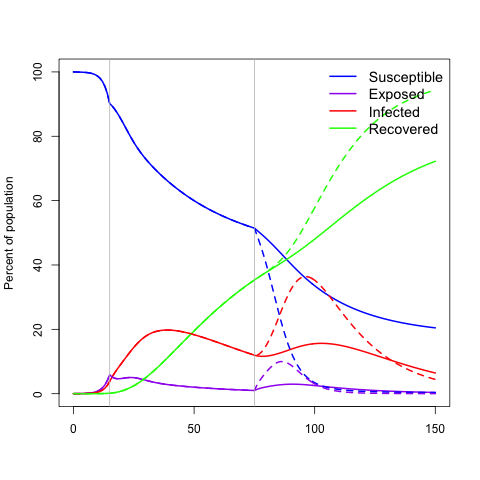 Percent of population
100
80
60
40
20
0
0 50 100 150
Susceptible
Exposed
Infected
Recovered